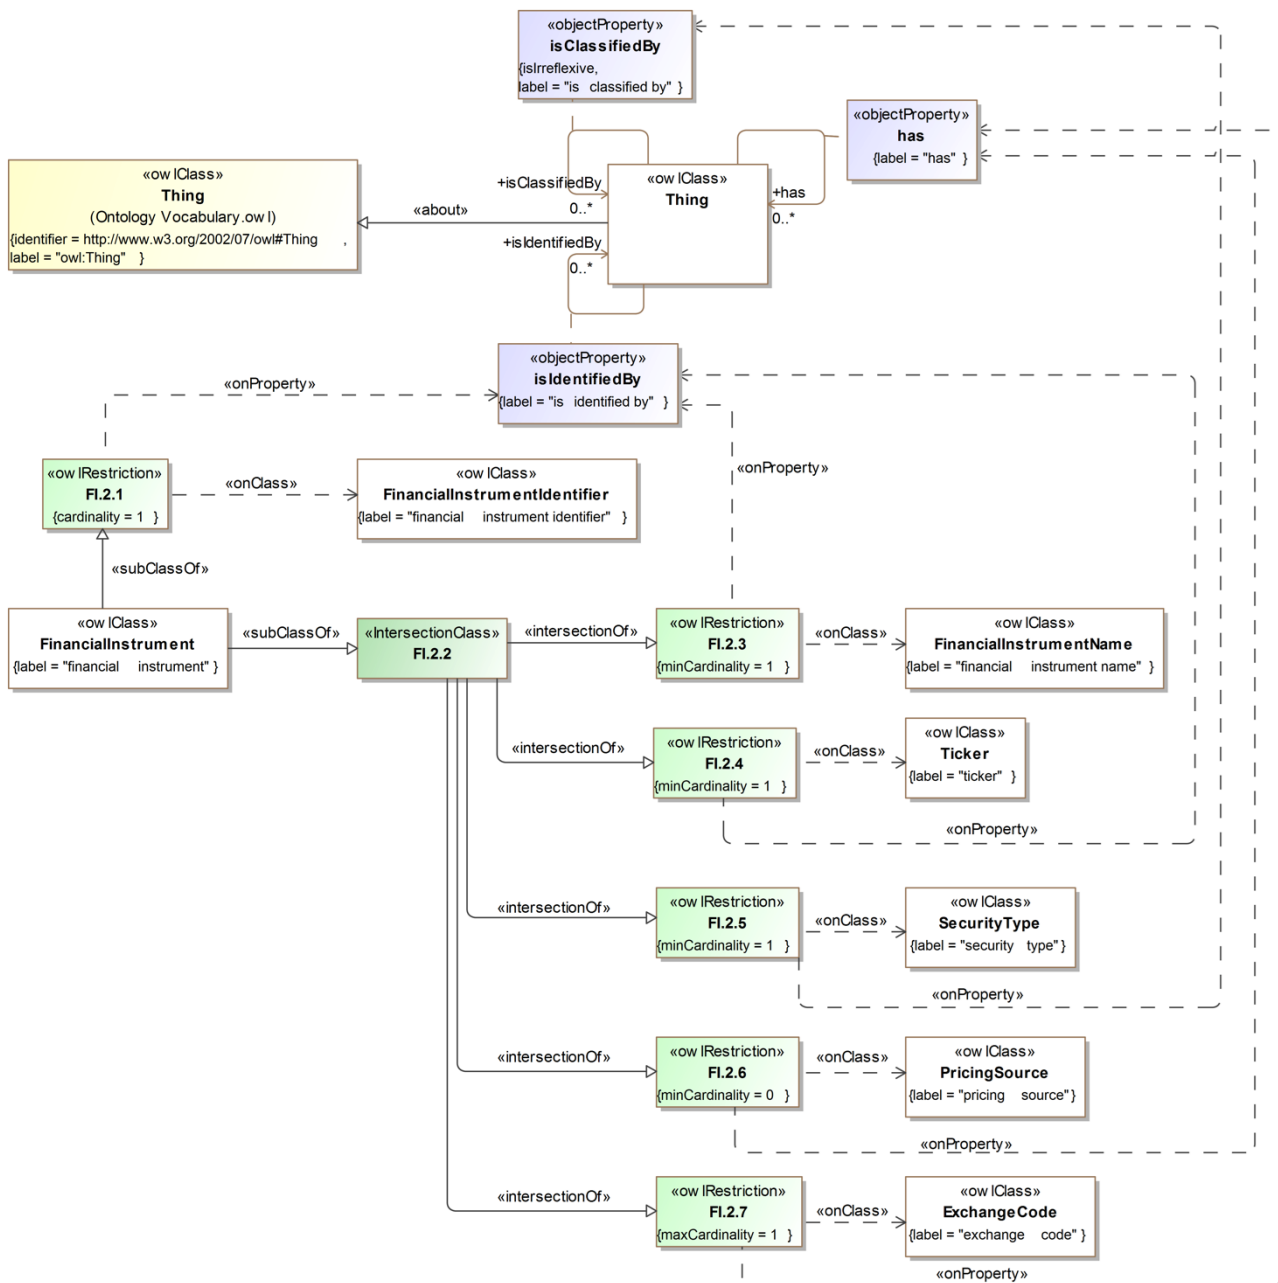 «objectProperty»
isClassifiedBy
{isIrreflexive,
label = "is classified by" }
«objectProperty»
has
{label = "has" }
«owlClass»
Thing
(Ontology Vocabulary.owl)
{identifier = http://www.w3.org/2002/07/owl#Thing ,
label = "owl:Thing" }
«about»
+isClassifiedBy
0..*
«owlClass»
Thing
+has
0..*
+isIdentifiedBy
0..*
«objectProperty»
isIdentifiedBy
{label = "is identified by" }
«onProperty»
«owlRestriction»
FI.2.1
{cardinality = 1 }
«onClass»
«owlClass»
FinancialInstrumentIdentifier
{label = "financial instrument identifier" }
«onProperty»
«subClassOf»
«owlClass»
FinancialInstrument
{label = "financial instrument" }
«subClassOf»
«IntersectionClass»
FI.2.2
«intersectionOf»
«owlRestriction»
FI.2.3
{minCardinality = 1 }
«onClass»
«owlClass»
FinancialInstrumentName
{label = "financial instrument name" }
«intersectionOf»
«owlRestriction»
FI.2.4
{minCardinality = 1 }
«onClass»
«owlClass»
Ticker
{label = "ticker" }
«onProperty»
«intersectionOf»
«owlRestriction»
FI.2.5
{minCardinality = 1 }
«onClass»
«owlClass»
SecurityType
{label = "security type" }
«onProperty»
«intersectionOf»
«owlRestriction»
FI.2.6
{minCardinality = 0 }
«onClass»
«owlClass»
PricingSource
{label = "pricing source" }
«onProperty»
«intersectionOf»
«owlRestriction»
FI.2.7
{maxCardinality = 1 }
«onClass»
«owlClass»
ExchangeCode
{label = "exchange code" }
«onProperty»